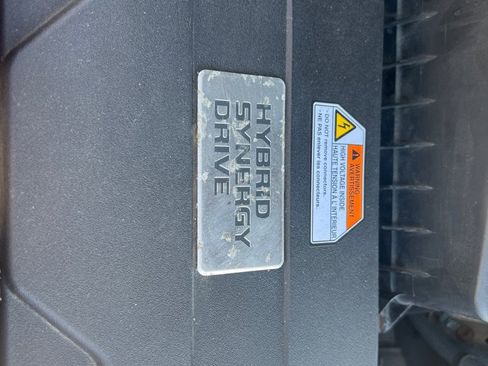 HYBRID
SYNERGY
DRIVE
WARNING
AVERTISSEMENT
HIGH VOLTAGE INSIDE
HAUTE TENSION À L'INTÉRIEUR
· DO NOT remove connectors.
· NE PAS enlever les connecteurs.